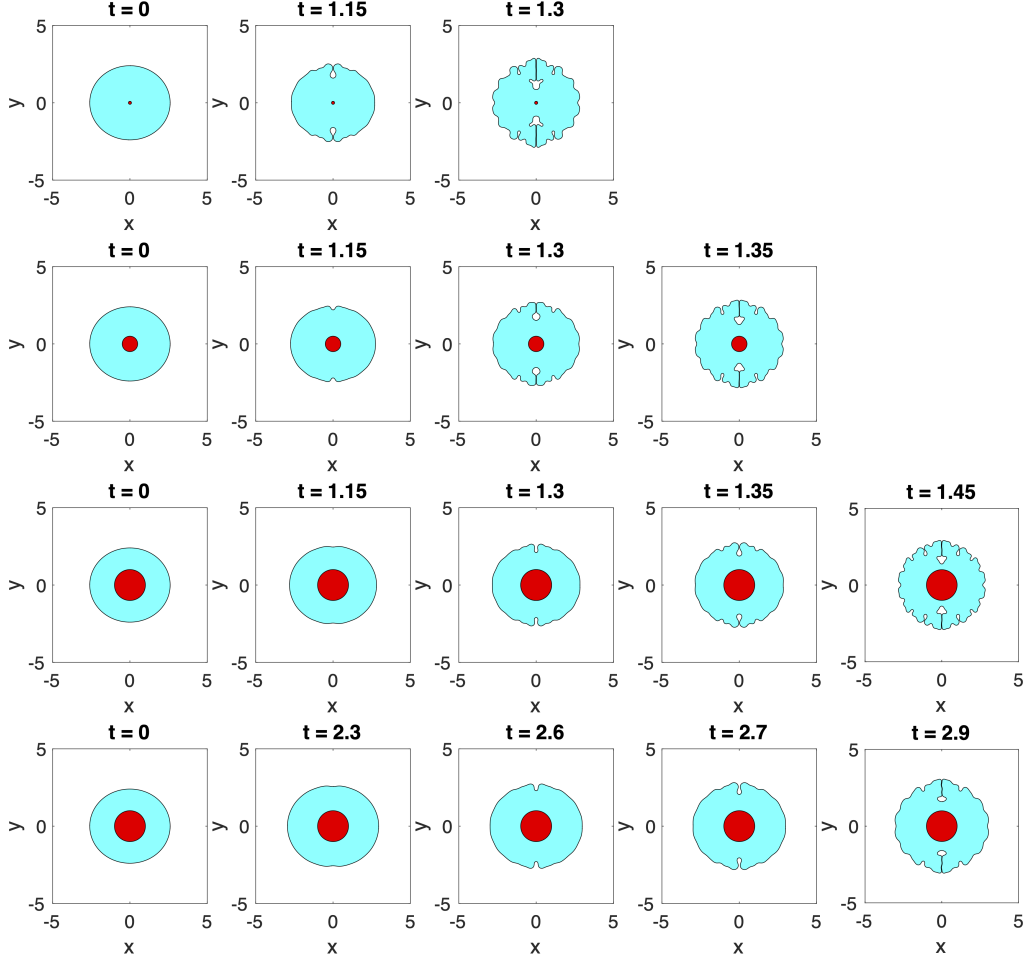 t = 0 t = 1.15 t = 1.3
5 5 5
y 0 y 0 y 0
-5 -5 -5
-5 0 5 -5 0 5 -5 0 5
x x x
t = 0 t = 1.15 t = 1.3 t = 1.35
5 5 5 5
y 0 y 0 y 0 y 0
-5 -5 -5 -5
-5 0 5 -5 0 5 -5 0 5 -5 0 5
x x x x
t = 0 t = 1.15 t = 1.3 t = 1.35 t = 1.45
5 5 5 5 5
y 0 y 0 y 0 y 0 y 0
-5 -5 -5 -5 -5
-5 0 5 -5 0 5 -5 0 5 -5 0 5 -5 0 5
x x x x x
t = 0 t = 2.3 t = 2.6 t = 2.7 t = 2.9
5 5 5 5 5
y 0 y 0 y 0 y 0 y 0
-5 -5 -5 -5 -5
-5 0 5 -5 0 5 -5 0 5 -5 0 5 -5 0 5
x x x x x